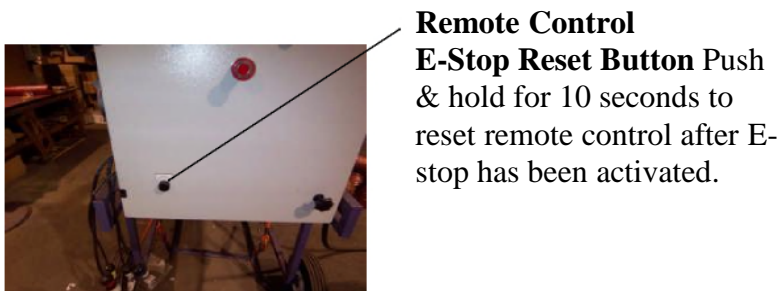 Remote Control
E-Stop Reset Button Push
& hold for 10 seconds to
reset remote control after E-
stop has been activated.